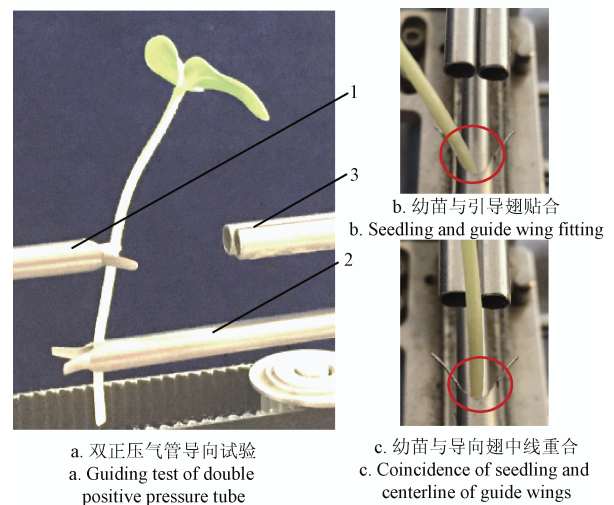 1
3
2
b. 幼苗与引导翅贴合
b. Seedling and guide wing fitting
a. 双正压气管导向试验
a. Guiding test of double
positive pressure tube
c. 幼苗与导向翅中线重合
c. Coincidence of seedling and
centerline of guide wings